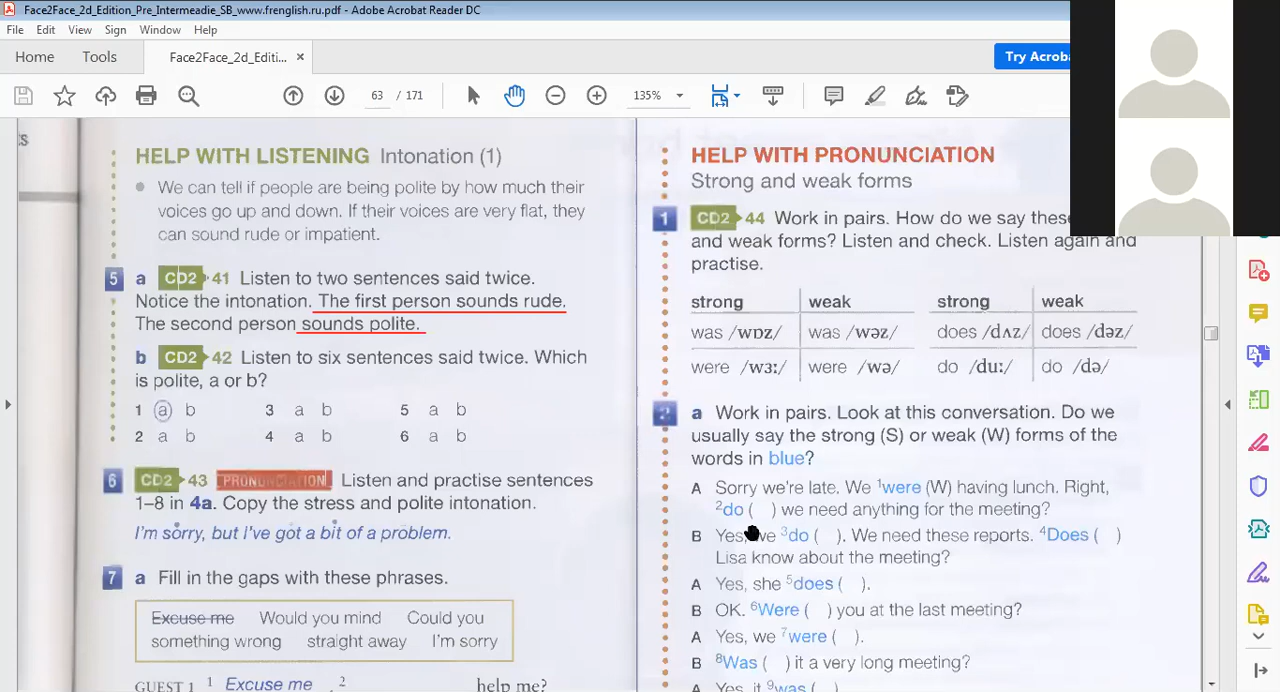 Face2Face_2d_Edition_Pre_Intermeadie_SB_www.frenglish.ru.pdf - Adobe Acrobat Reader DC
File Edit View Sign Window Help
Home Tools Face2Face_2d_Editi... × Try Acroba
63 / 171 135%
HELP WITH LISTENING Intonation (1)
We can tell if people are being polite by how much their
voices go up and down. If their voices are very flat, they
can sound rude or impatient.
5 a CD2 41 Listen to two sentences said twice.
Notice the intonation. The first person sounds rude.
The second person sounds polite.
b CD2 42 Listen to six sentences said twice. Which
is polite, a or b?
1 a b 3 a b 5 a b
2 a b 4 a b 6 a b
6 CD2 43 PRONUNCIATION Listen and practise sentences
1–8 in 4a. Copy the stress and polite intonation.
I'm sorry, but I've got a bit of a problem.
7 a Fill in the gaps with these phrases.
Excuse me Would you mind Could you
something wrong straight away I'm sorry
GUEST 1 1 Excuse me , 2 help me?
HELP WITH PRONUNCIATION
Strong and weak forms
1 CD2 44 Work in pairs. How do we say these
and weak forms? Listen and check. Listen again and
practise.
strong weak strong weak
was /wɒz/ was /wəz/ does /dʌz/ does /dəz/
were /wɜː/ were /wə/ do /duː/ do /də/
2 a Work in pairs. Look at this conversation. Do we
usually say the strong (S) or weak (W) forms of the
words in blue?
A Sorry we're late. We 1were (W) having lunch. Right,
2do ( ) we need anything for the meeting?
B Yes, we 3do ( ). We need these reports. 4Does ( )
Lisa know about the meeting?
A Yes, she 5does ( ).
B OK. 6Were ( ) you at the last meeting?
A Yes, we 7were ( ).
B 8Was ( ) it a very long meeting?
A Yes, it 9was ( )